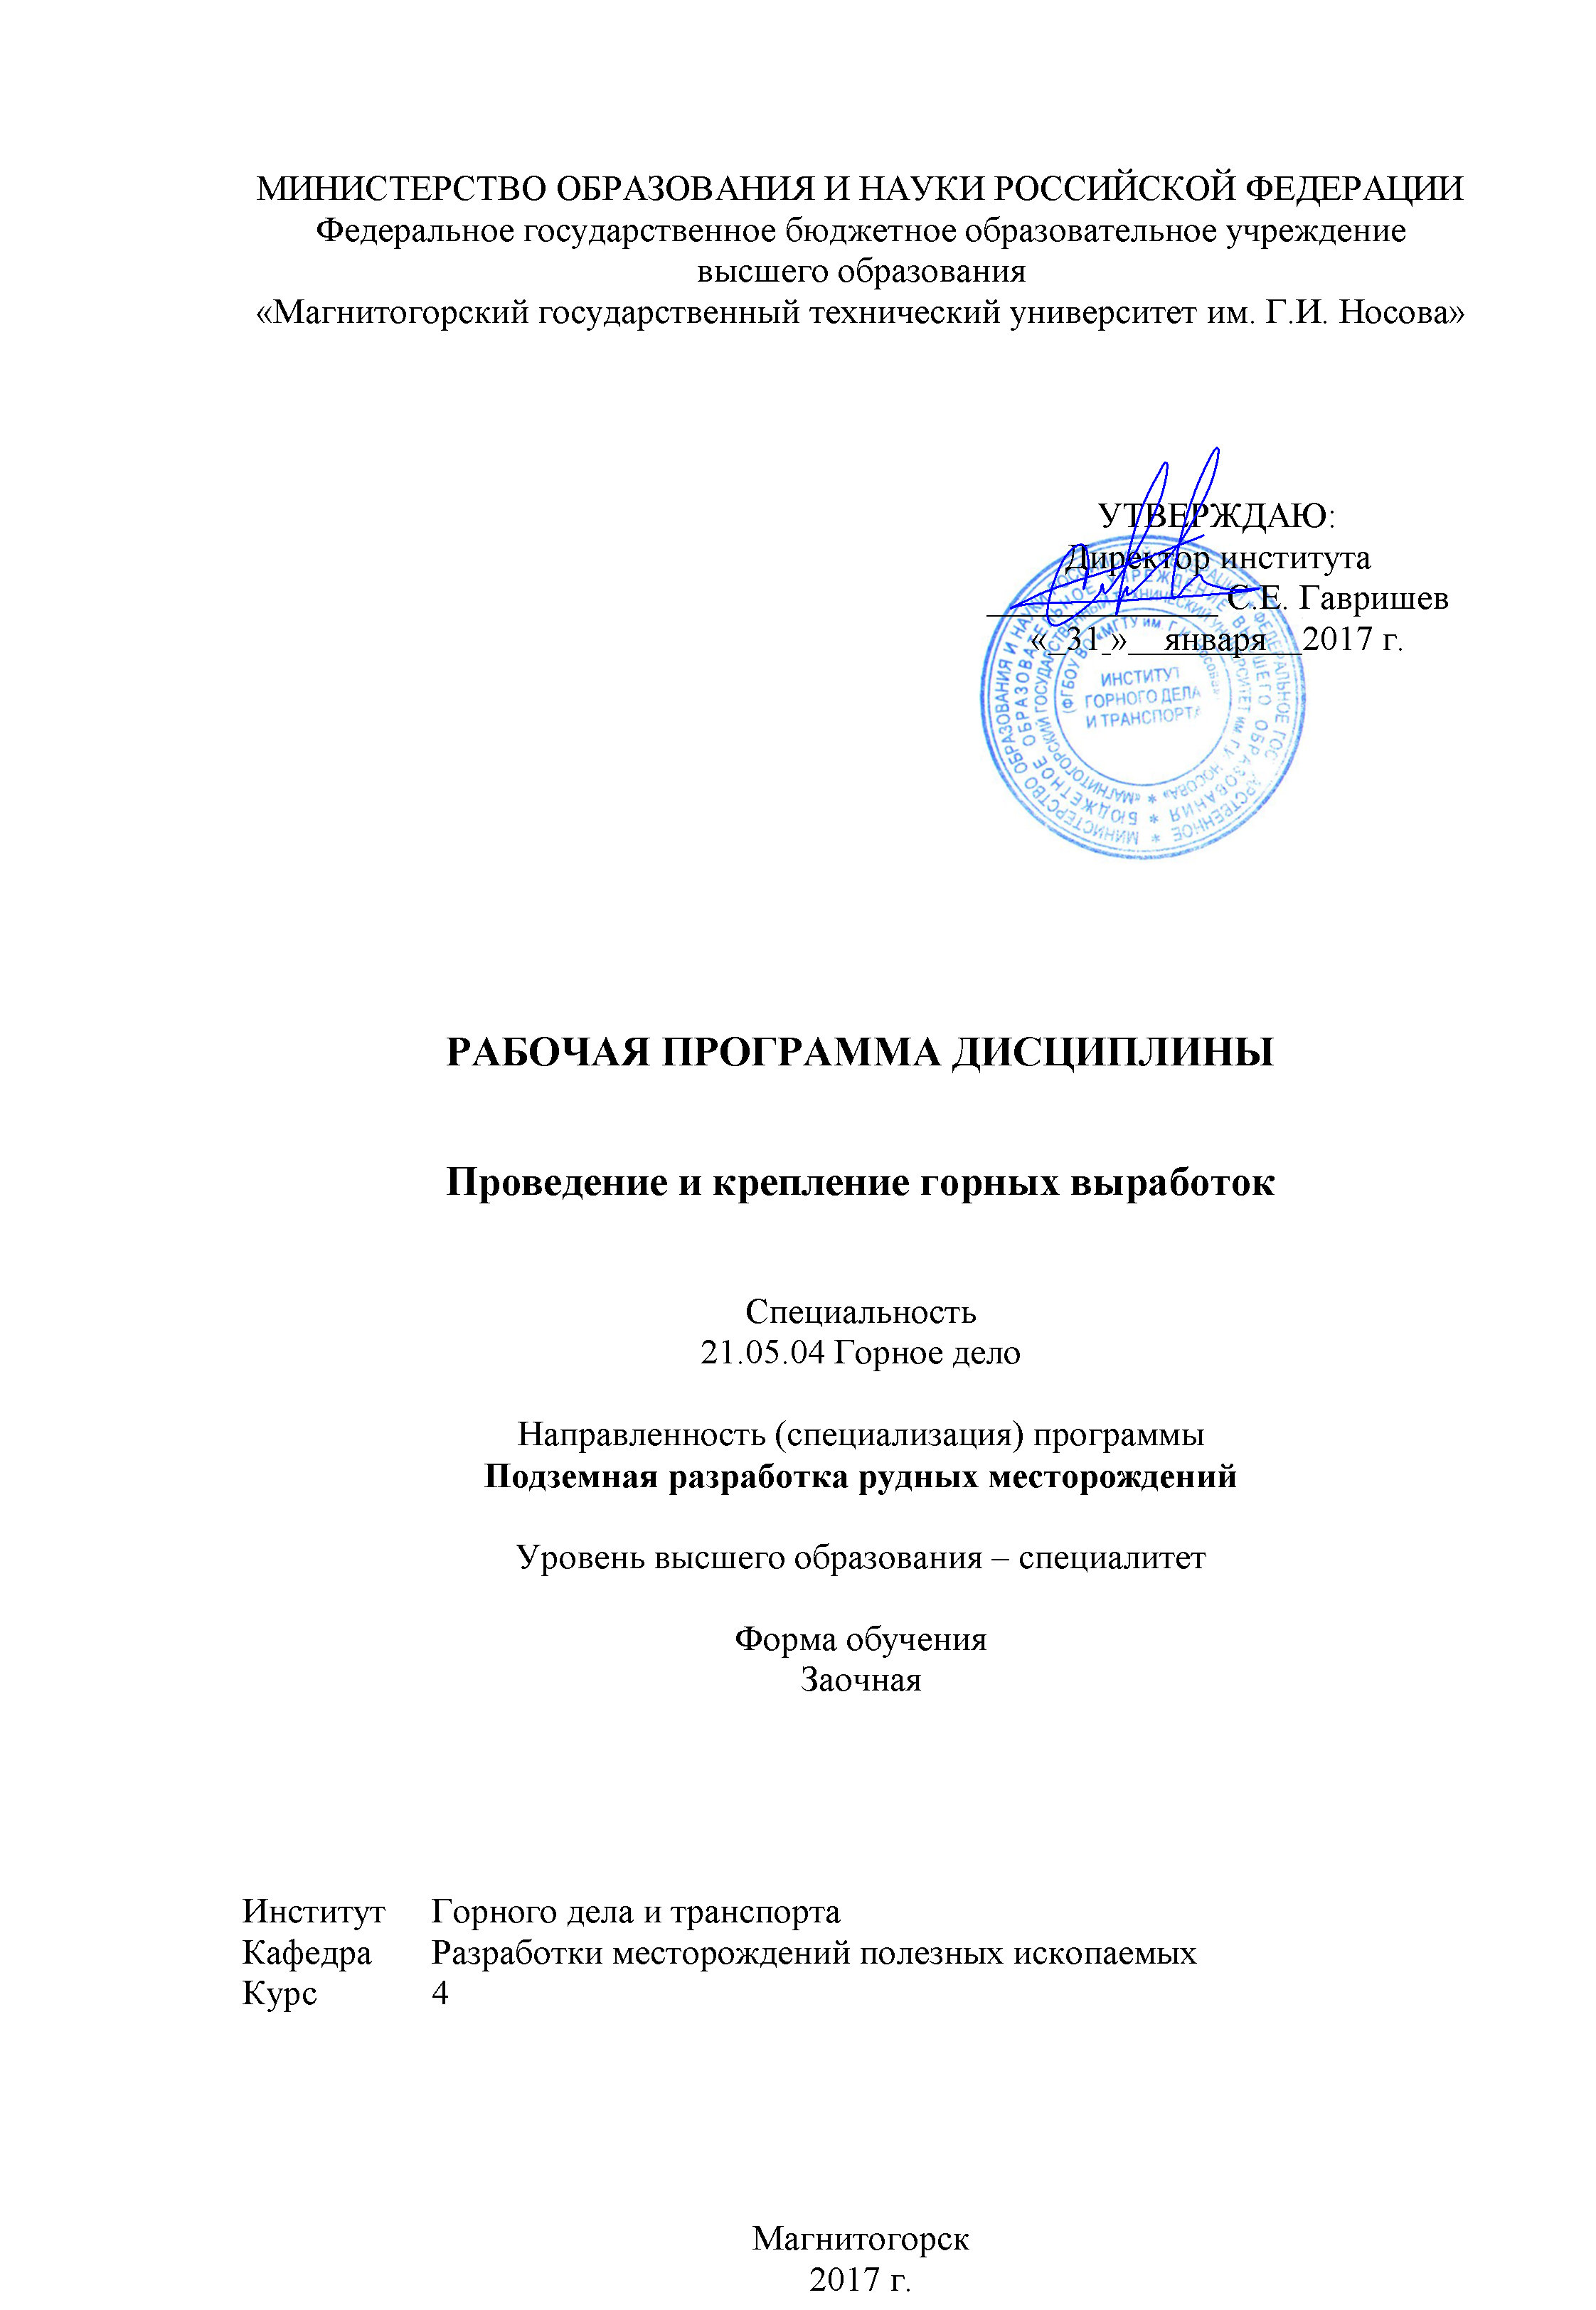 МИНИСТЕРСТВО ОБРАЗОВАНИЯ И НАУКИ РОССИЙСКОЙ ФЕДЕРАЦИИ
Федеральное государственное бюджетное образовательное учреждение
высшего образования
«Магнитогорский государственный технический университет им. Г.И. Носова»
УТВЕРЖДАЮ:
Директор института
_____________ С.Е. Гавришев
«_31_»__января__2017 г.
ИНСТИТУТ
ГОРНОГО ДЕЛА
И ТРАНСПОРТА
РАБОЧАЯ ПРОГРАММА ДИСЦИПЛИНЫ
Проведение и крепление горных выработок
Специальность
21.05.04 Горное дело
Направленность (специализация) программы
Подземная разработка рудных месторождений
Уровень высшего образования – специалитет
Форма обучения
Заочная
Институт Горного дела и транспорта
Кафедра Разработки месторождений полезных ископаемых
Курс 4
Магнитогорск
2017 г.